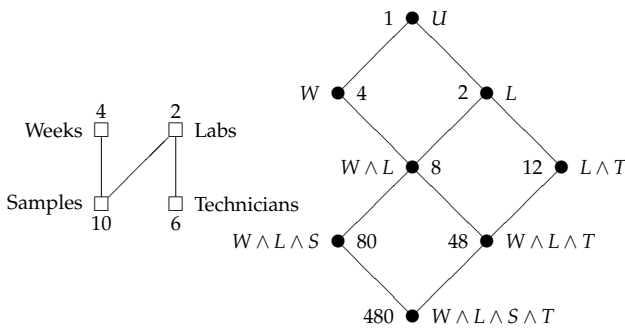 4
2
Weeks
Labs
Samples
Technicians
10
6
1
U
W
4
2
L
W ∧ L
8
12
L ∧ T
W ∧ L ∧ S
80
48
W ∧ L ∧ T
480
W ∧ L ∧ S ∧ T